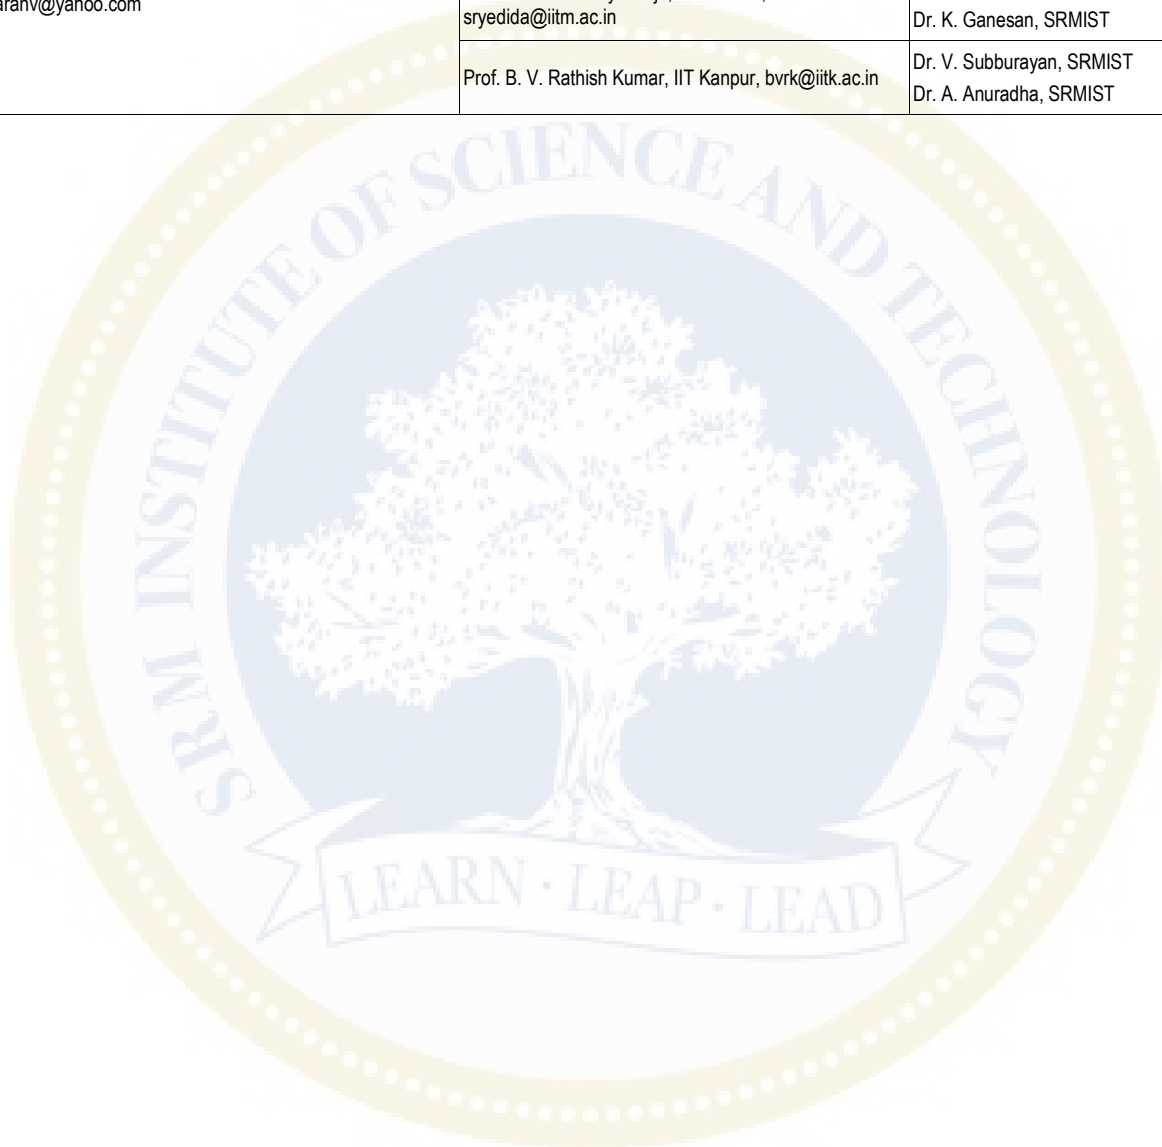 sryedida@iitm.ac.in
Dr. K. Ganesan, SRMIST
Prof. B. V. Rathish Kumar, IIT Kanpur, bvrk@iitk.ac.in
Dr. V. Subburayan, SRMIST
Dr. A. Anuradha, SRMIST
SRM INSTITUTE OF SCIENCE AND TECHNOLOGY
LEARN · LEAP · LEAD